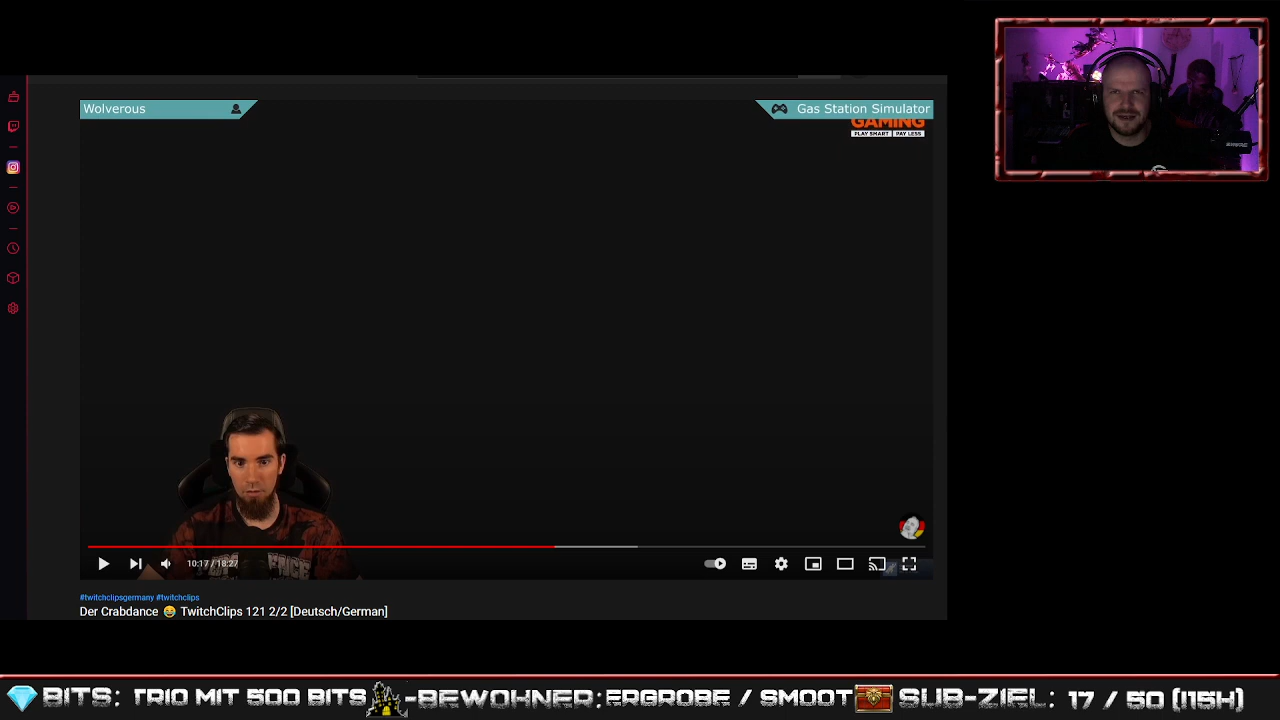 Wolverous
Gas Station Simulator
GAMING
PLAY SMART PAY LESS
10:17 / 18:27
#twitchclipsgermany #twitchclips
Der Crabdance 😂 TwitchClips 121 2/2 [Deutsch/German]
BITS: TRIO MIT 500 BITS -BEWOHNER: ERGROBE / SMOOT SUB-ZIEL: 17 / 50 (115H)